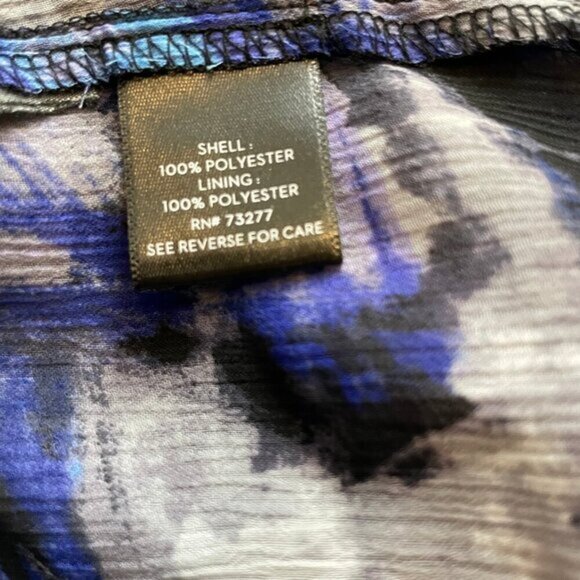 SHELL :
100% POLYESTER
LINING :
100% POLYESTER
RN# 73277
SEE REVERSE FOR CARE